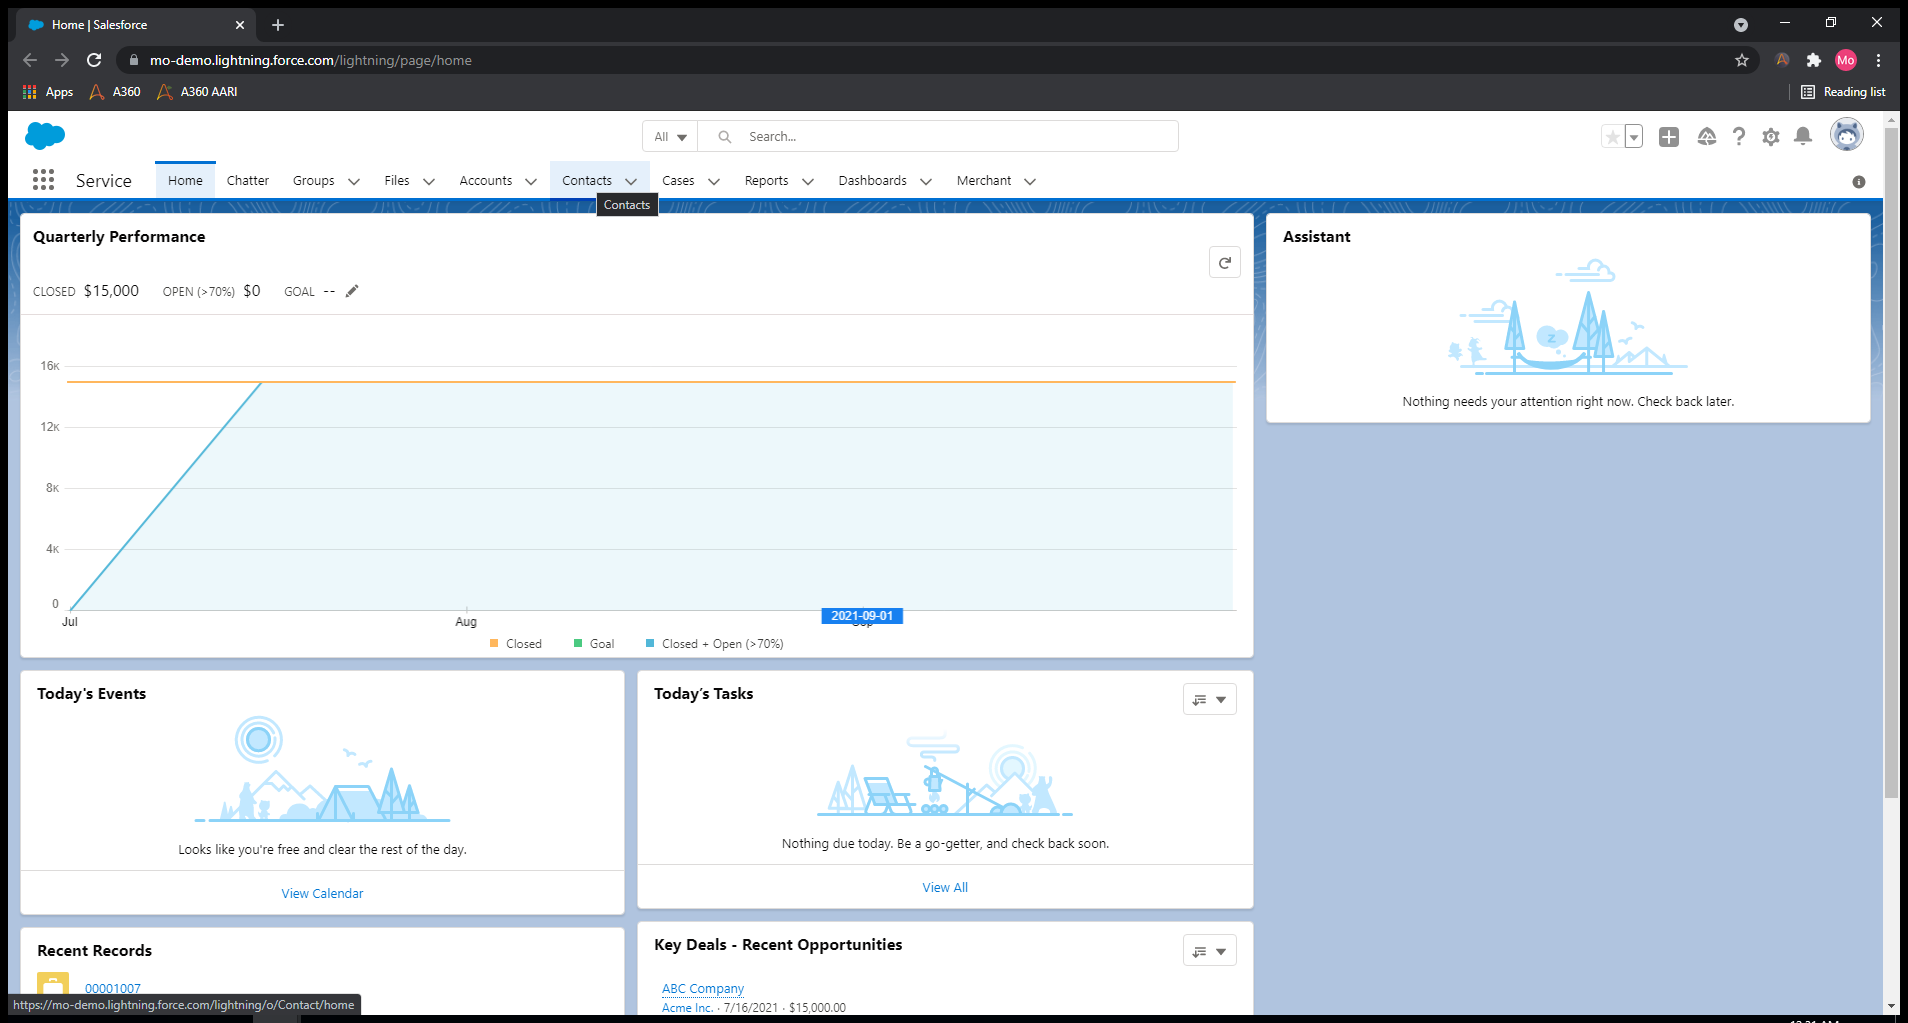 Home | Salesforce
mo-demo.lightning.force.com/lightning/page/home
Mo
Apps A360 A360 AARI Reading list
All Search...
Service Home Chatter Groups Files Accounts Contacts Cases Reports Dashboards Merchant
Contacts
Quarterly Performance
CLOSED $15,000 OPEN (>70%) $0 GOAL --
16K
12K
8K
4K
0
Jul Aug 2021-09-01
Closed Goal Closed + Open (>70%)
Assistant
Z
Nothing needs your attention right now. Check back later.
Today's Events
Looks like you're free and clear the rest of the day.
View Calendar
Today's Tasks
Nothing due today. Be a go-getter, and check back soon.
View All
Recent Records
00001007
Key Deals - Recent Opportunities
ABC Company
Acme Inc. · 7/16/2021 · $15,000.00
https://mo-demo.lightning.force.com/lightning/o/Contact/home